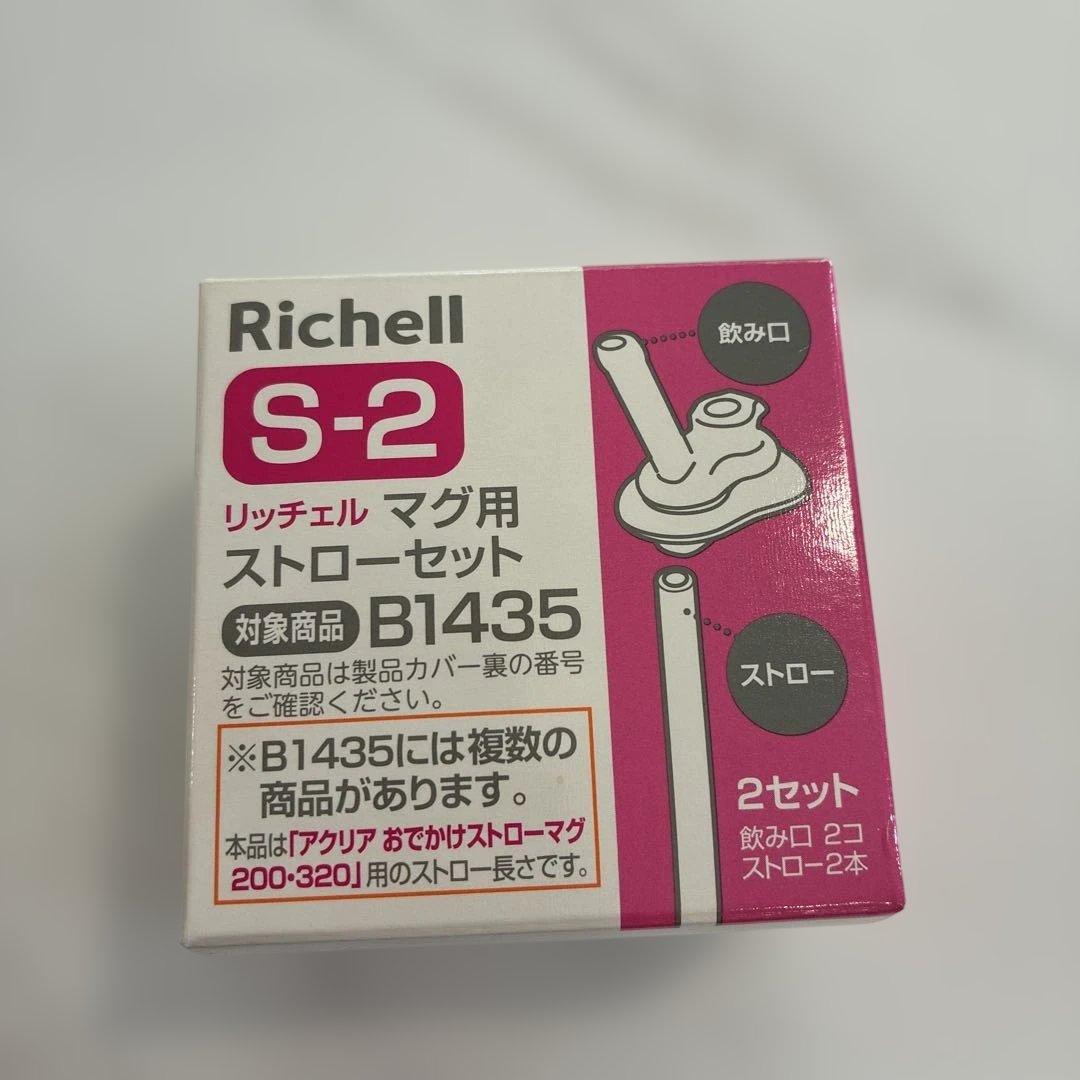 Richell
S-2
リッチェル マグ用
ストローセット
対象商品 B1435
対象商品は製品カバー裏の番号
をご確認ください。
※B1435には複数の
商品があります。
本品は「アクリア おでかけストローマグ
200・320」用のストロー長さです。
飲み口
ストロー
2セット
飲み口 2コ
ストロー2本